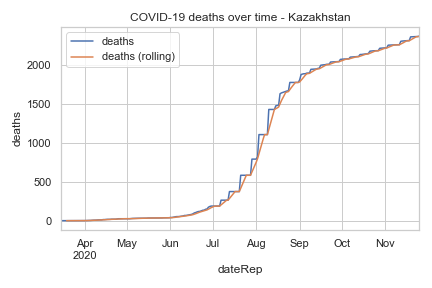 COVID-19 deaths over time - Kazakhstan
deaths
deaths (rolling)
2000
1500
1000
500
0
deaths
Apr May Jun Jul Aug Sep Oct Nov
2020
dateRep